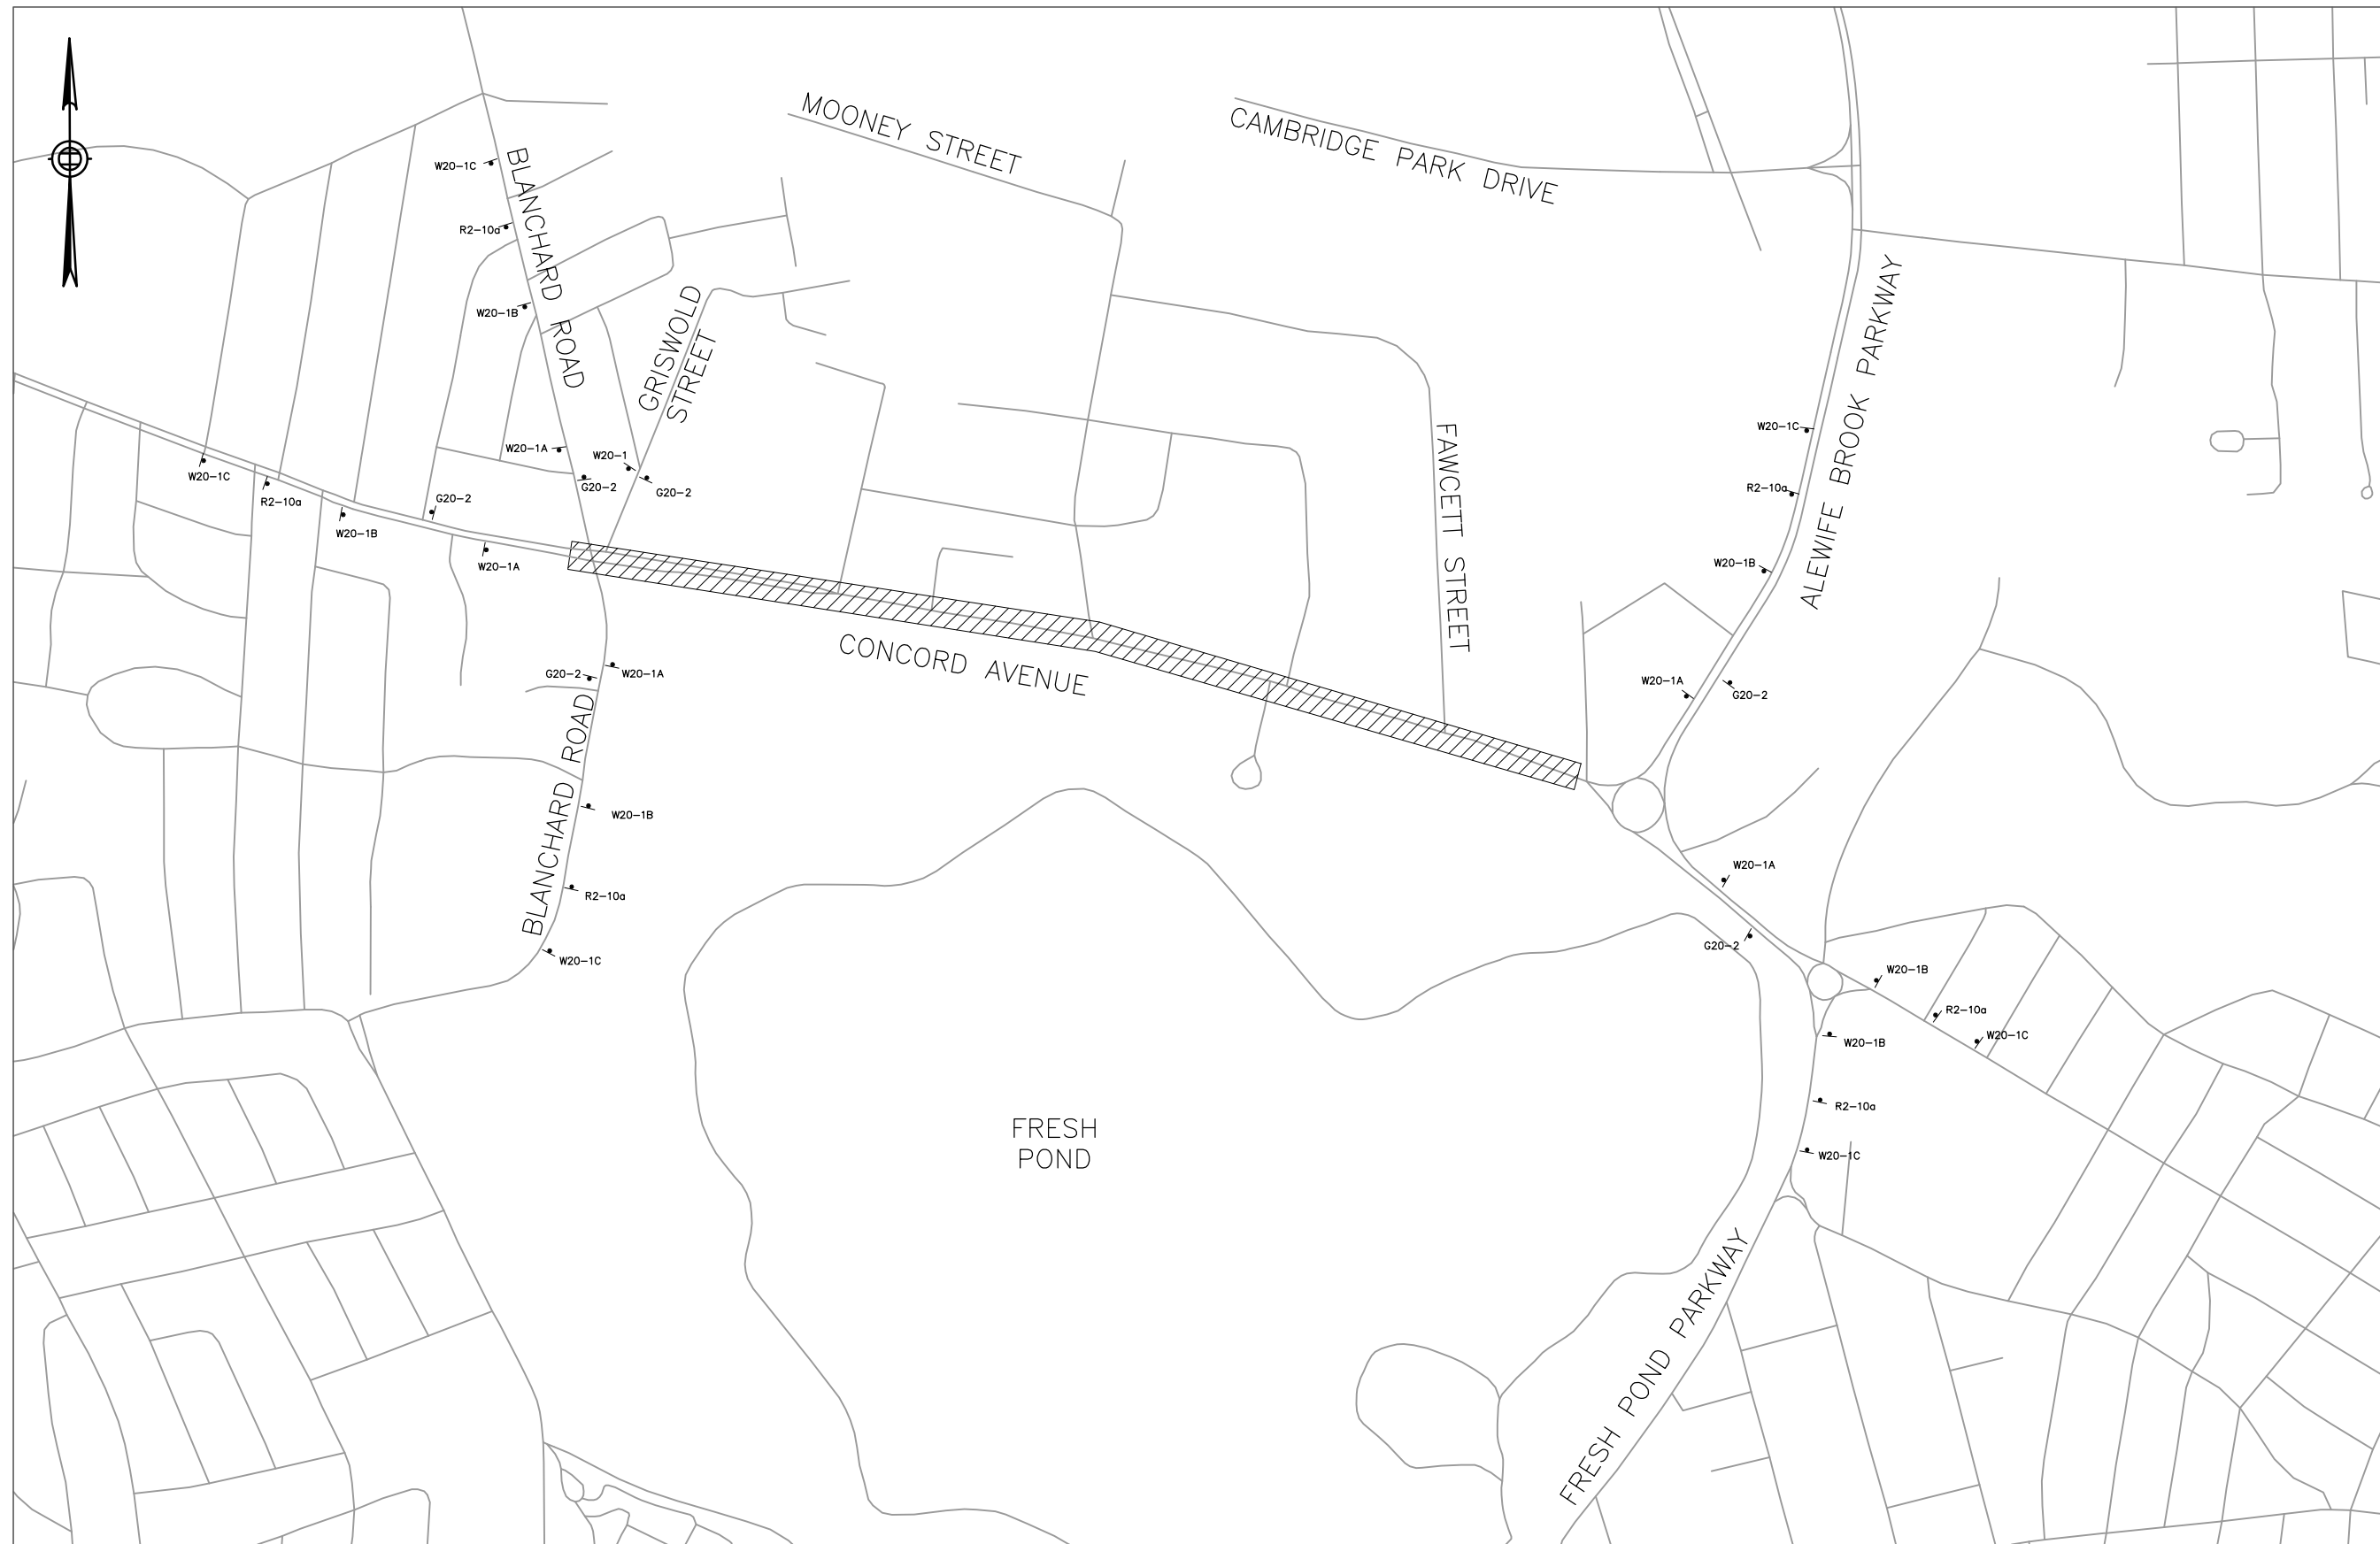 MOONEY STREET
CAMBRIDGE PARK DRIVE
W20-1C
BLANCHARD ROAD
R2-10a
W20-1B
GRISWOLD
STREET
ALEWIFE BROOK PARKWAY
W20-1C
FAWCETT STREET
W20-1A
W20-1
W20-1C
R2-10a
G20-2
G20-2
G20-2
R2-10a
W20-1B
W20-1A
W20-1B
CONCORD AVENUE
G20-2
W20-1A
W20-1A
G20-2
BLANCHARD ROAD
W20-1B
W20-1A
R2-10a
G20-2
W20-1C
W20-1B
R2-10a
W20-1C
W20-1B
R2-10a
FRESH
POND
W20-1C
FRESH POND PARKWAY